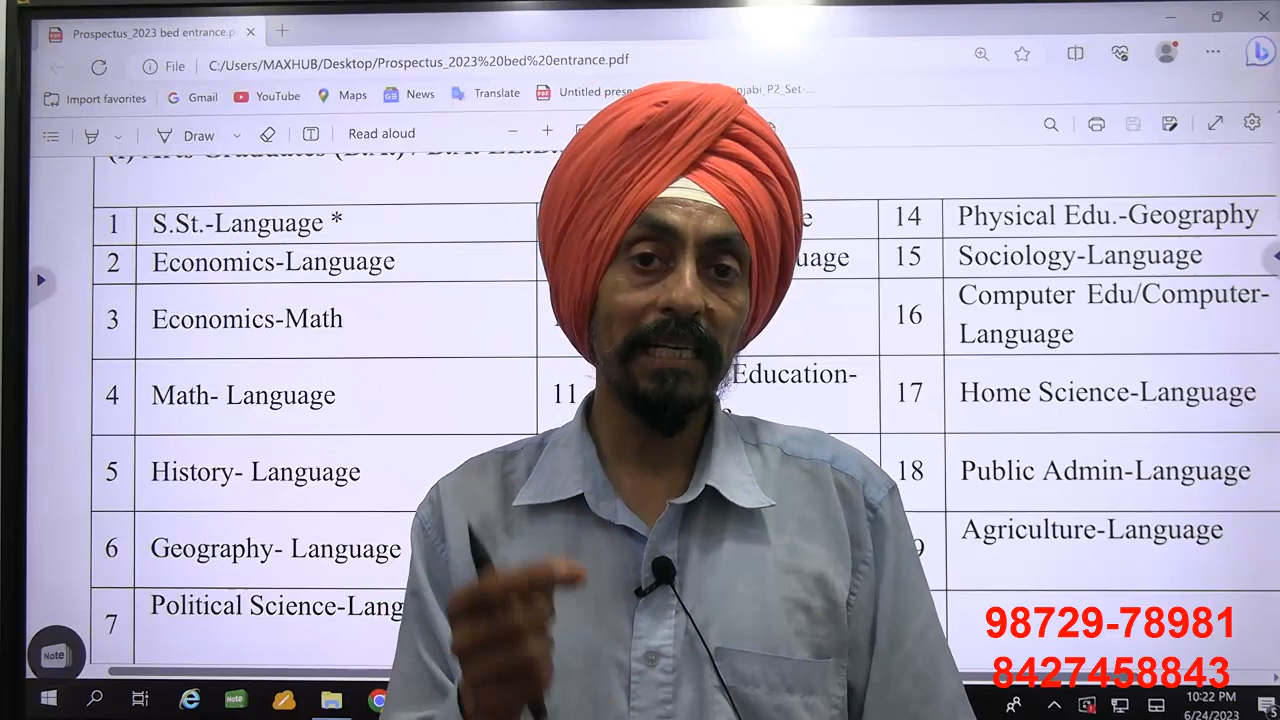 Prospectus_2023 bed entrance.p
File C:/Users/MAXHUB/Desktop/Prospectus_2023%20bed%20entrance.pdf
Import favorites Gmail YouTube Maps News Translate Untitled _P2_Set-...
Draw Read aloud
1 S.St.-Language * 14 Physical Edu.-Geography
2 Economics-Language 15 Sociology-Language
3 Economics-Math 16 Computer Edu/Computer-
Language
4 Math- Language 11 Education- 17 Home Science-Language
5 History- Language 18 Public Admin-Language
6 Geography- Language Agriculture-Language
7 Political Science-Lang
98729-78981
8427458843
Note
Note
10:22 PM
6/24/2023